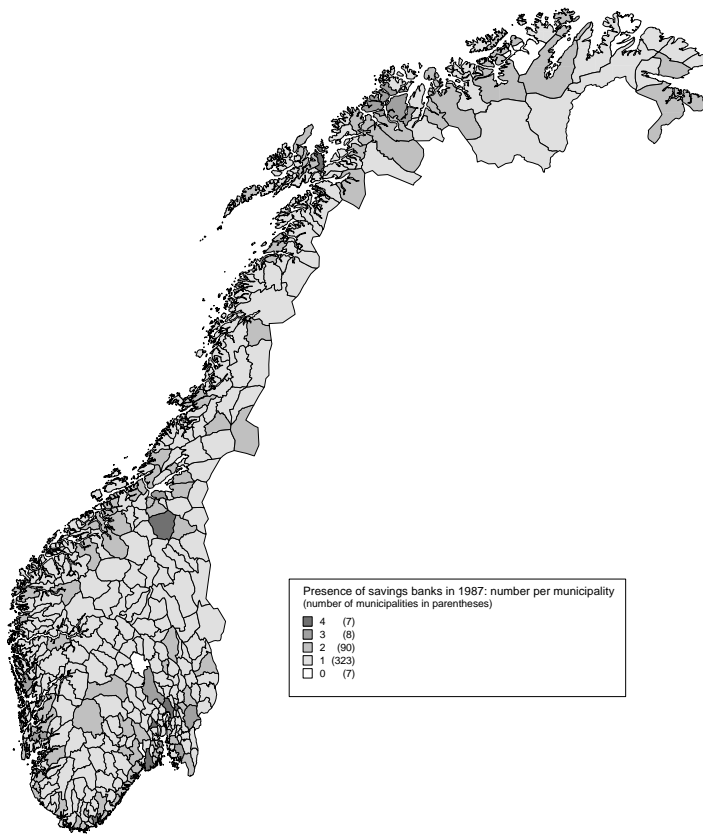 Presence of savings banks in 1987: number per municipality
(number of municipalities in parentheses)
4 (7)
3 (8)
2 (90)
1 (323)
0 (7)